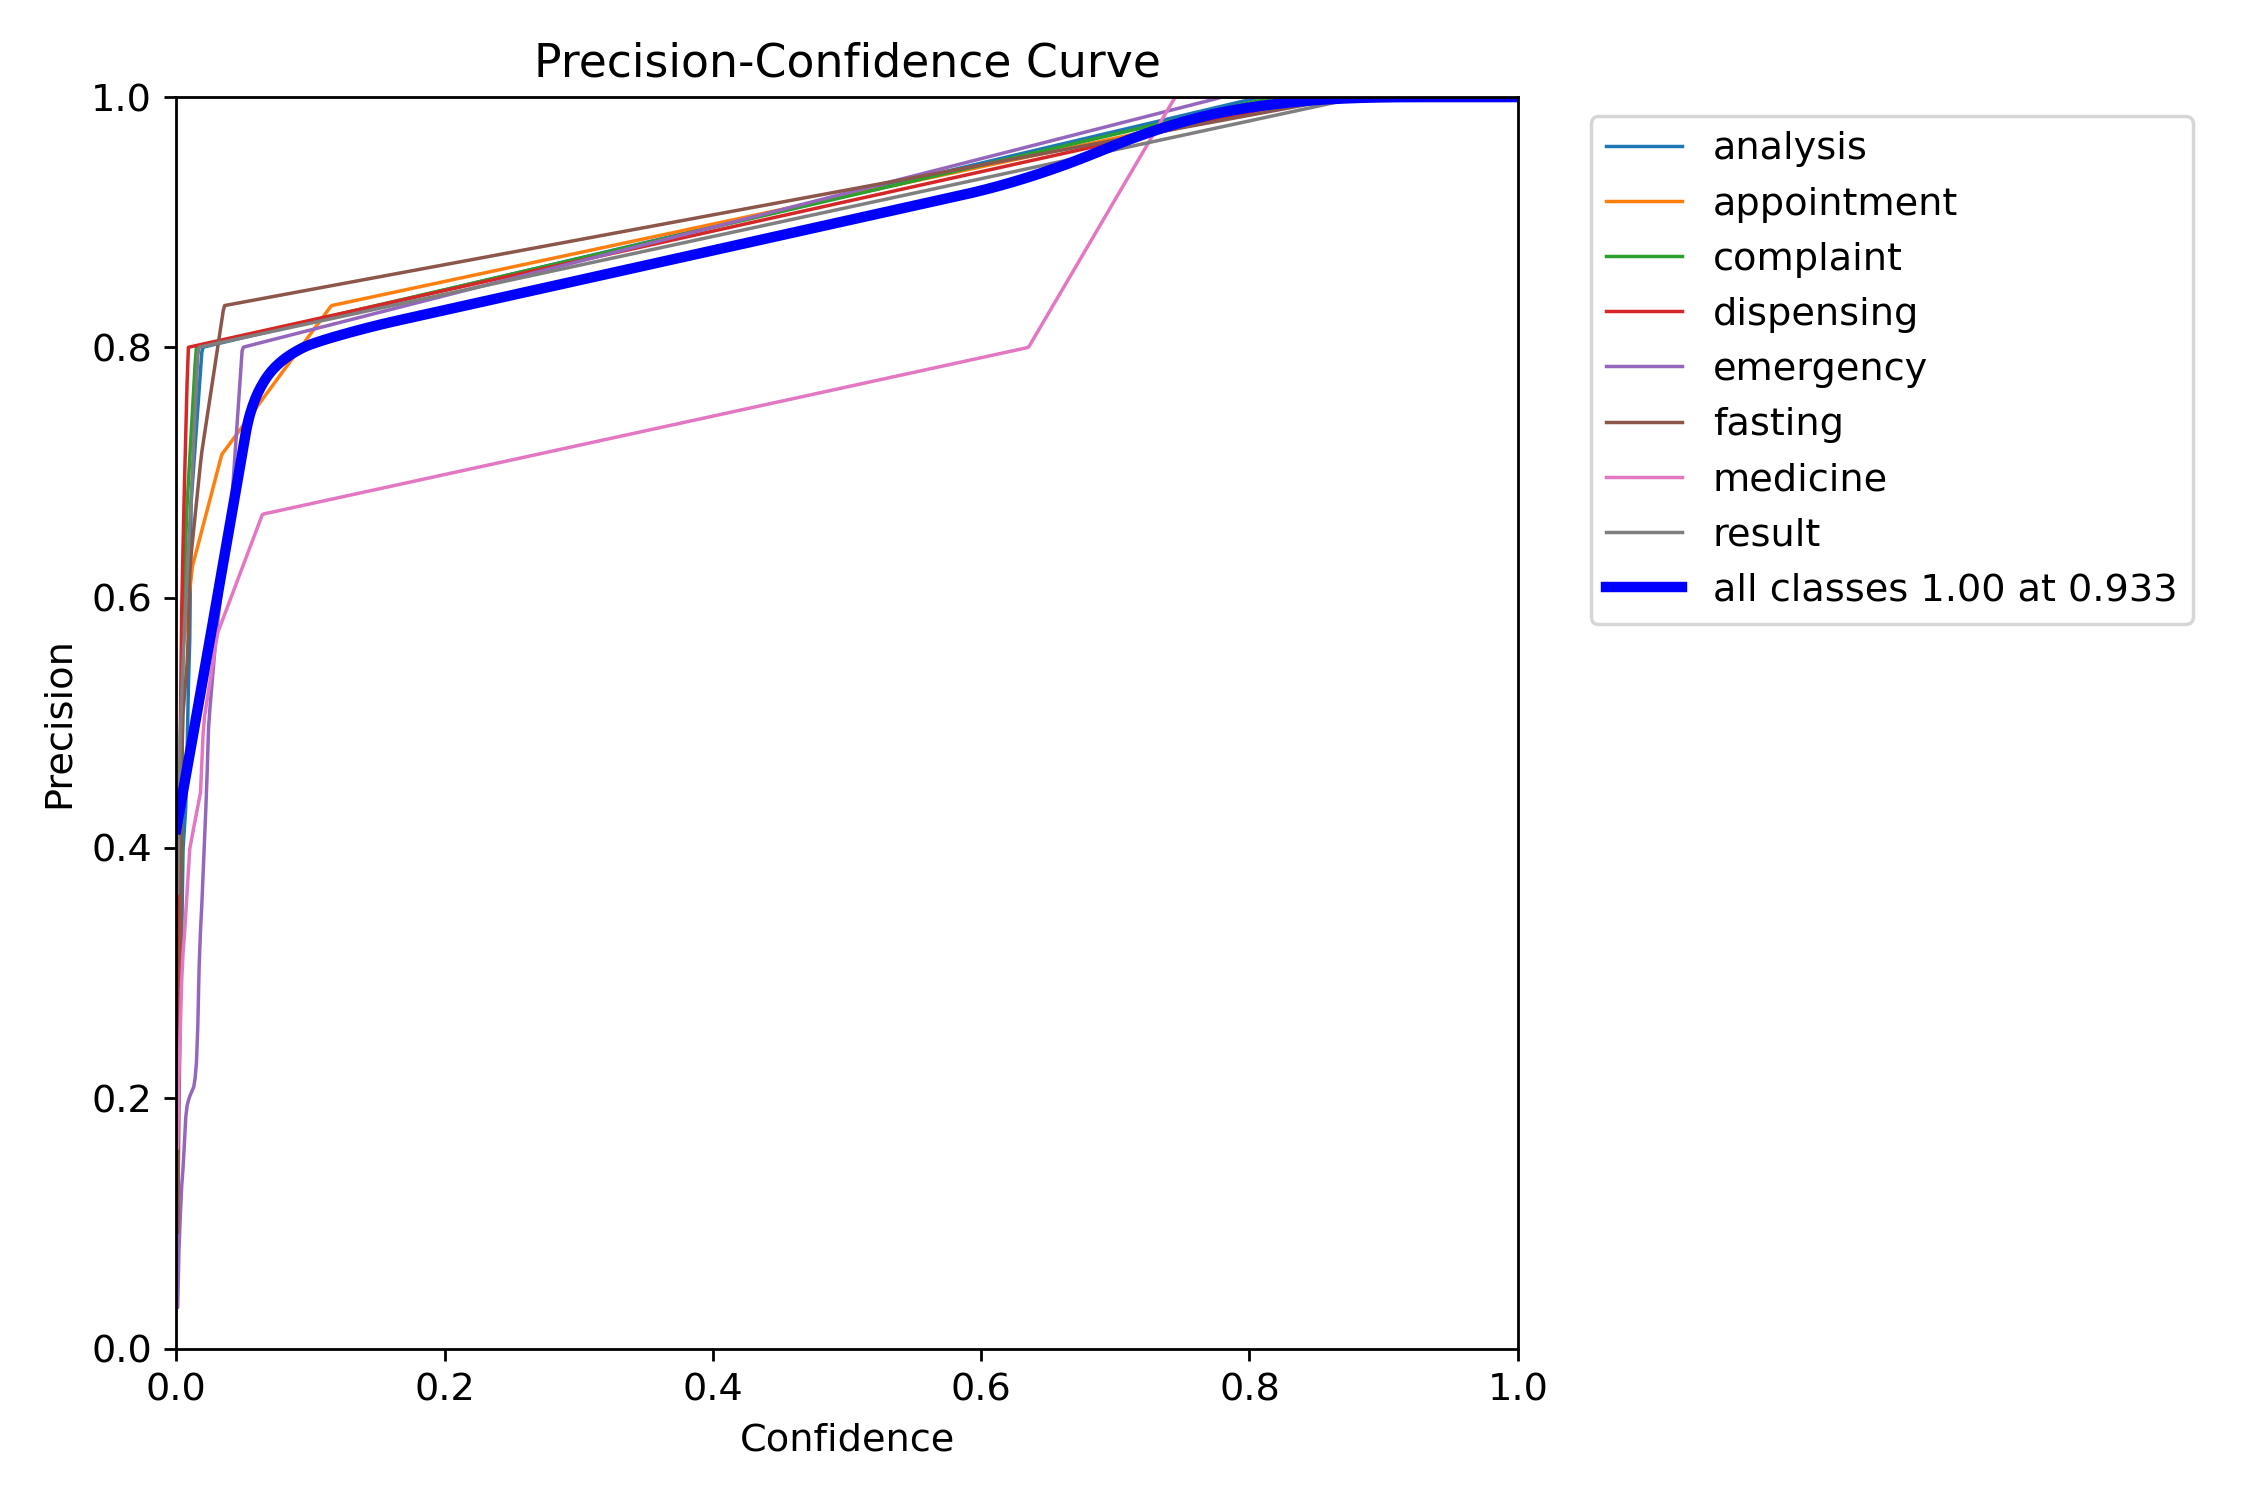 Precision-Confidence Curve
1.0
0.8
0.6
0.4
0.2
0.0
Precision
0.0 0.2 0.4 0.6 0.8 1.0
Confidence
analysis
appointment
complaint
dispensing
emergency
fasting
medicine
result
all classes 1.00 at 0.933